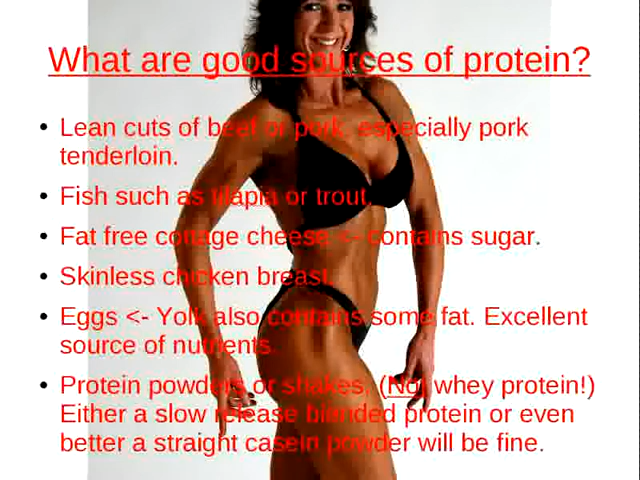 What are good sources of protein?
• Lean cuts of beef or pork, especially pork
tenderloin.
• Fish such as tilapia or trout.
• Fat free cottage cheese <- contains sugar.
• Skinless chicken breast.
• Eggs <- Yolk also contains some fat. Excellent
source of nutrients.
• Protein powders or shakes, (No whey protein!)
Either a slow release blended protein or even
better a straight casein powder will be fine.